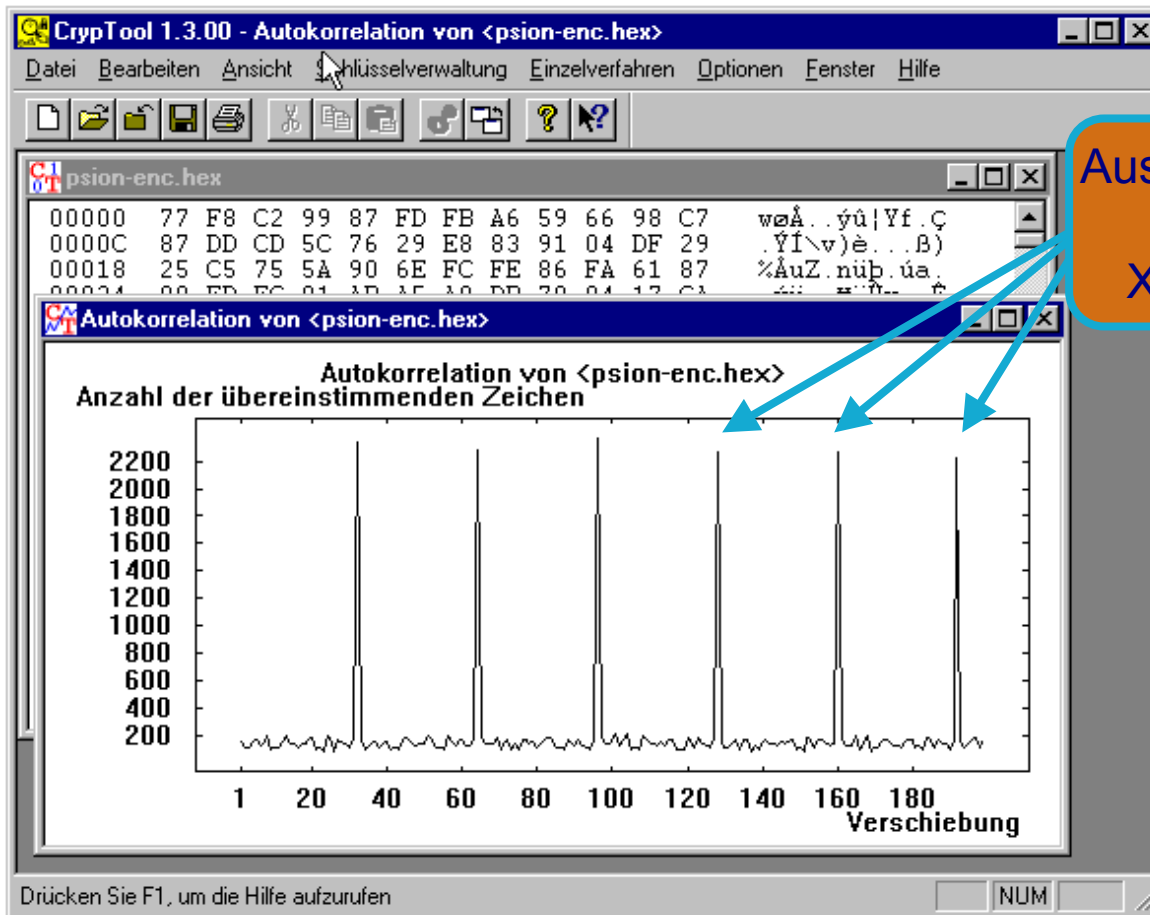 CrypTool 1.3.00 - Autokorrelation von <psion-enc.hex>
Datei Bearbeiten Ansicht Schlüsselverwaltung Einzelverfahren Optionen Fenster Hilfe
psion-enc.hex
Aus
X
00000 77 F8 C2 99 87 FD FB A6 59 66 98 C7 wøÂ..ýû¦Yf.Ç
0000C 87 DD CD 5C 76 29 E8 83 91 04 DF 29 .ÝÍ\v)è...ß)
00018 25 C5 75 5A 90 6E FC FE 86 FA 61 87 %ÅuZ.nüþ.úa.
Autokorrelation von <psion-enc.hex>
Autokorrelation von <psion-enc.hex>
Anzahl der übereinstimmenden Zeichen
2200
2000
1800
1600
1400
1200
1000
800
600
400
200
1 20 40 60 80 100 120 140 160 180
Verschiebung
Drücken Sie F1, um die Hilfe aufzurufen NUM